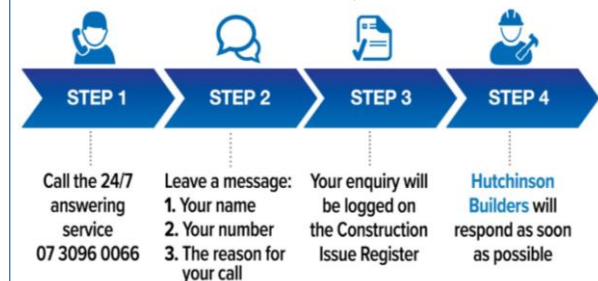 STEP 1
STEP 2
STEP 3
STEP 4
Call the 24/7
answering
service
07 3096 0066
Leave a message:
1. Your name
2. Your number
3. The reason for
your call
Your enquiry will
be logged on
the Construction
Issue Register
Hutchinson
Builders will
respond as soon
as possible